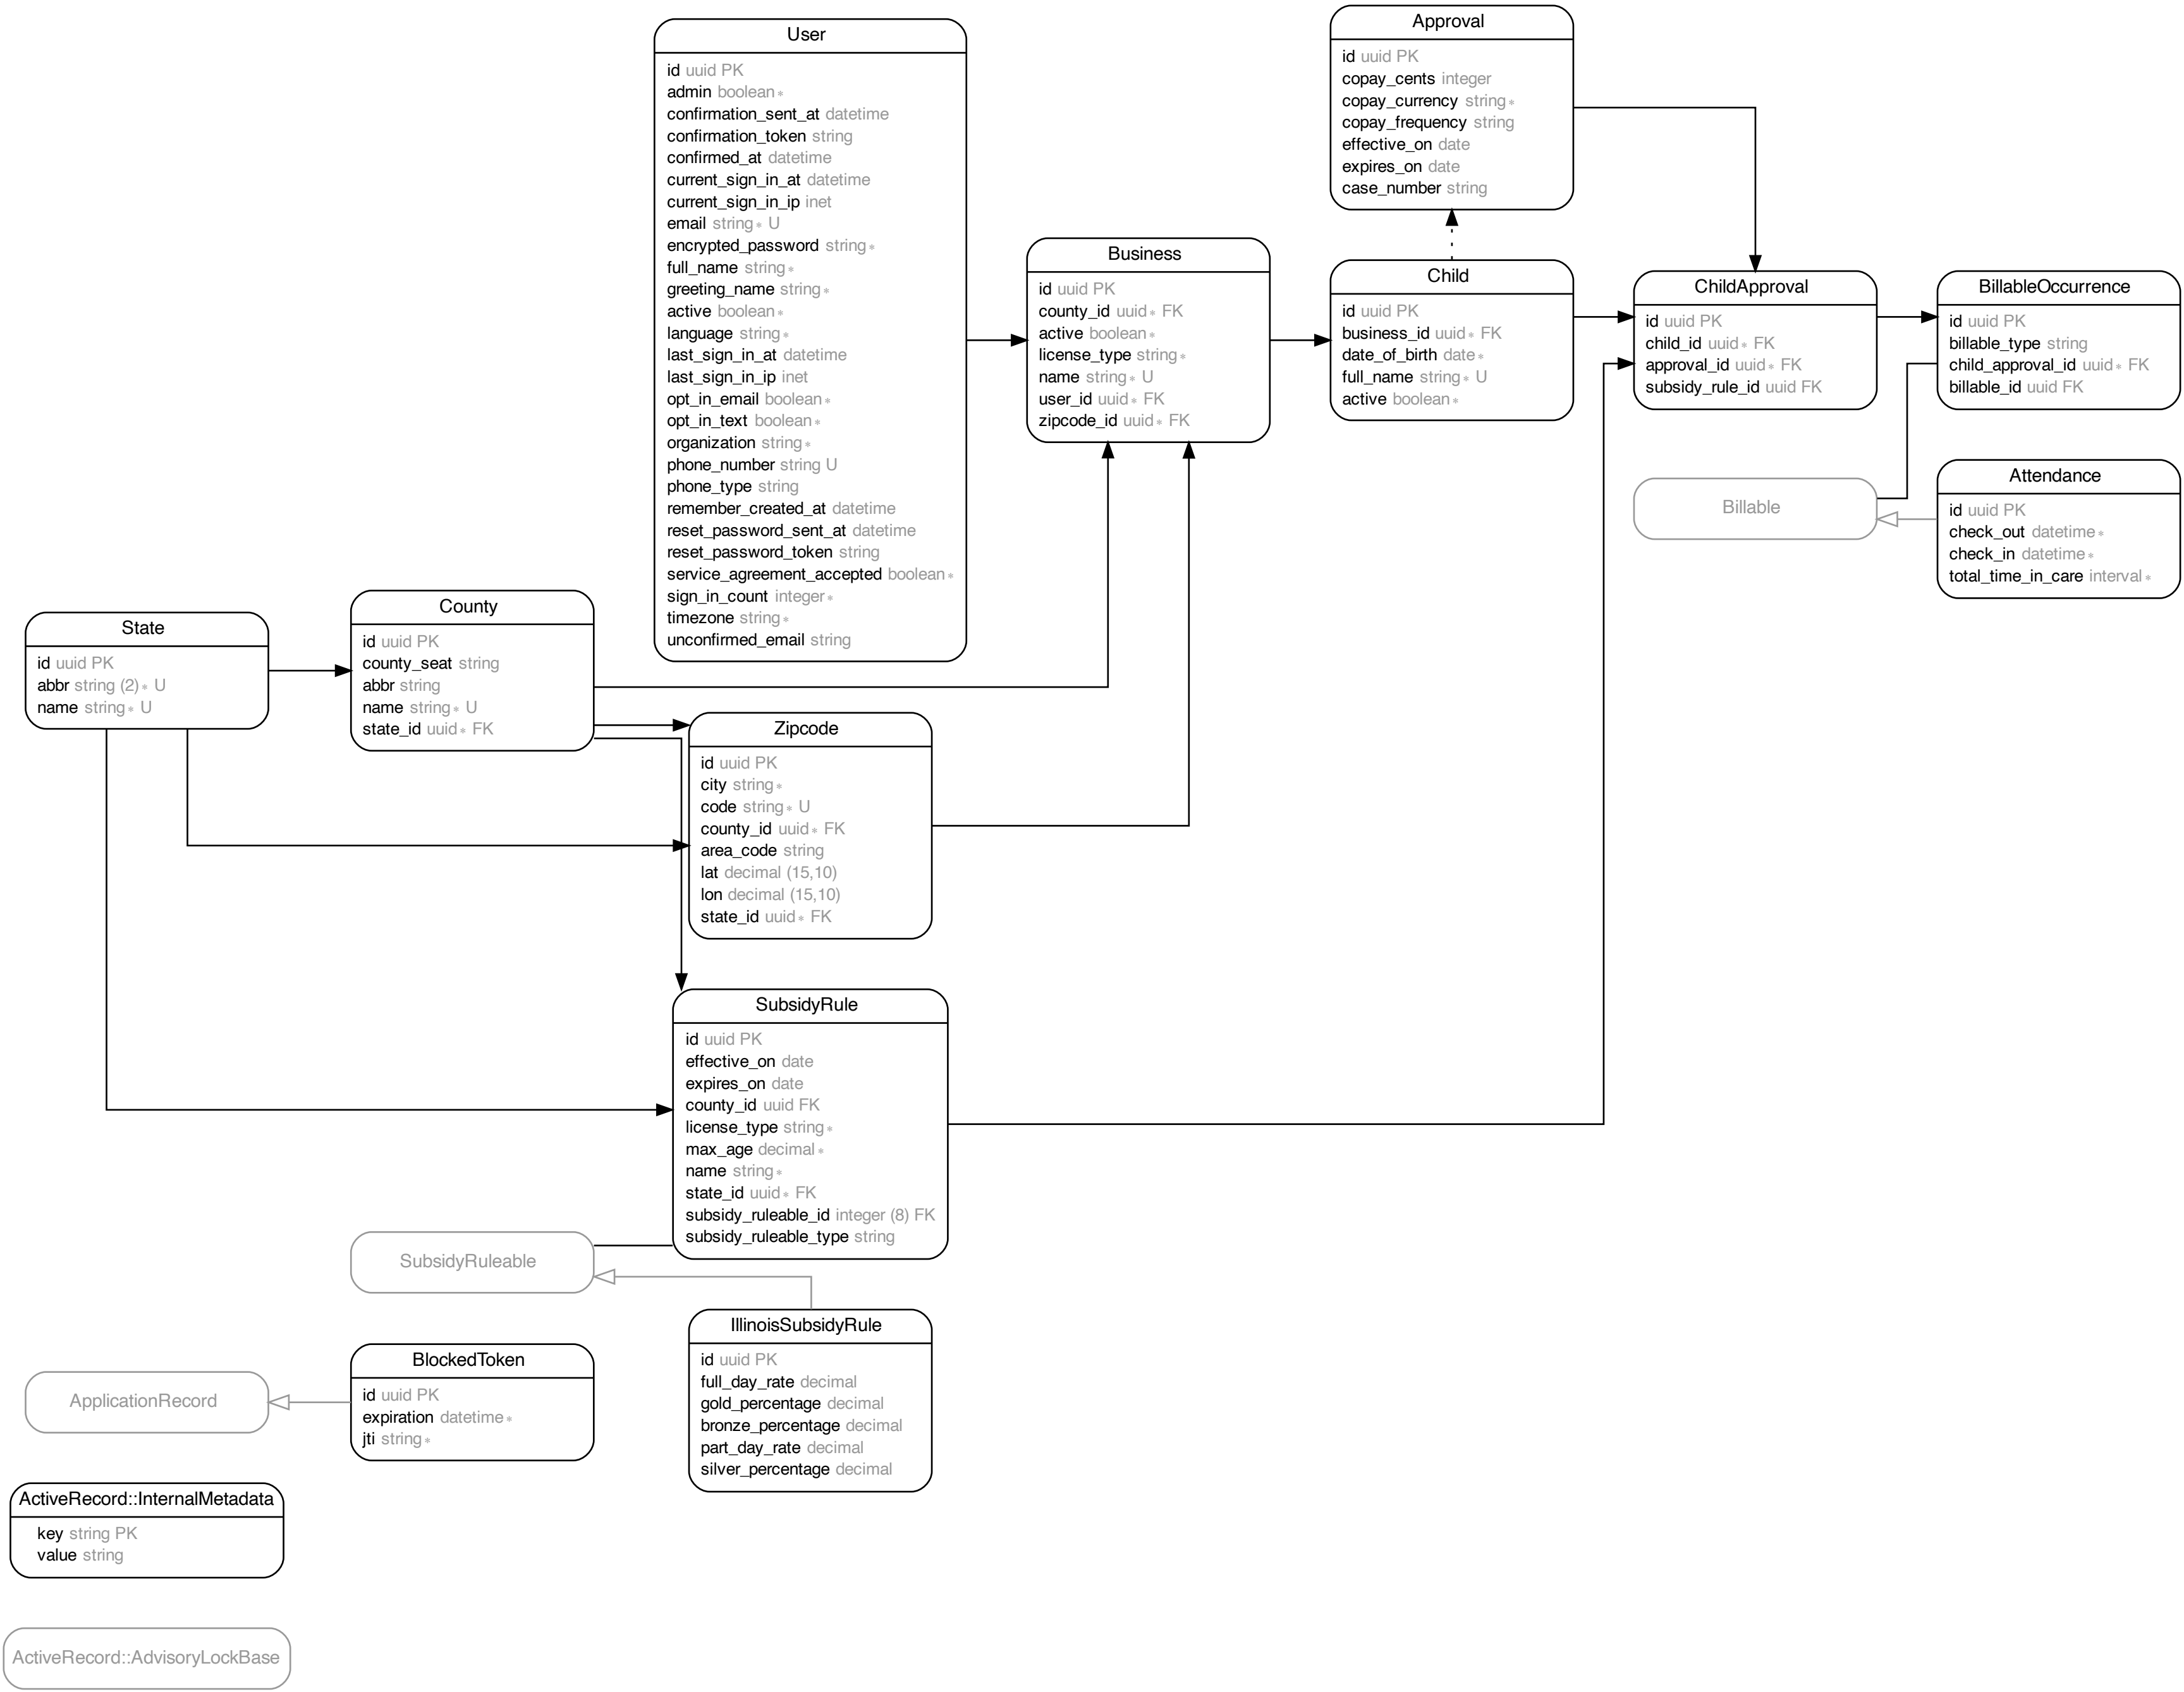 User
id uuid PK
admin boolean *
confirmation_sent_at datetime
confirmation_token string
confirmed_at datetime
current_sign_in_at datetime
current_sign_in_ip inet
email string * U
encrypted_password string *
full_name string *
greeting_name string *
active boolean *
language string *
last_sign_in_at datetime
last_sign_in_ip inet
opt_in_email boolean *
opt_in_text boolean *
organization string *
phone_number string U
phone_type string
remember_created_at datetime
reset_password_sent_at datetime
reset_password_token string
service_agreement_accepted boolean *
sign_in_count integer *
timezone string *
unconfirmed_email string
Approval
id uuid PK
copay_cents integer
copay_currency string *
copay_frequency string
effective_on date
expires_on date
case_number string
Business
id uuid PK
county_id uuid * FK
active boolean *
license_type string *
name string * U
user_id uuid * FK
zipcode_id uuid * FK
Child
id uuid PK
business_id uuid * FK
date_of_birth date *
full_name string * U
active boolean *
ChildApproval
id uuid PK
child_id uuid * FK
approval_id uuid * FK
subsidy_rule_id uuid FK
BillableOccurrence
id uuid PK
billable_type string
child_approval_id uuid * FK
billable_id uuid FK
Billable
Attendance
id uuid PK
check_out datetime *
check_in datetime *
total_time_in_care interval *
State
id uuid PK
abbr string (2) * U
name string * U
County
id uuid PK
county_seat string
abbr string
name string * U
state_id uuid * FK
Zipcode
id uuid PK
city string *
code string * U
county_id uuid * FK
area_code string
lat decimal (15,10)
lon decimal (15,10)
state_id uuid * FK
SubsidyRule
id uuid PK
effective_on date
expires_on date
county_id uuid FK
license_type string *
max_age decimal *
name string *
state_id uuid * FK
subsidy_ruleable_id integer (8) FK
subsidy_ruleable_type string
SubsidyRuleable
IllinoisSubsidyRule
id uuid PK
full_day_rate decimal
gold_percentage decimal
bronze_percentage decimal
part_day_rate decimal
silver_percentage decimal
ApplicationRecord
BlockedToken
id uuid PK
expiration datetime *
jti string *
ActiveRecord::InternalMetadata
key string PK
value string
ActiveRecord::AdvisoryLockBase